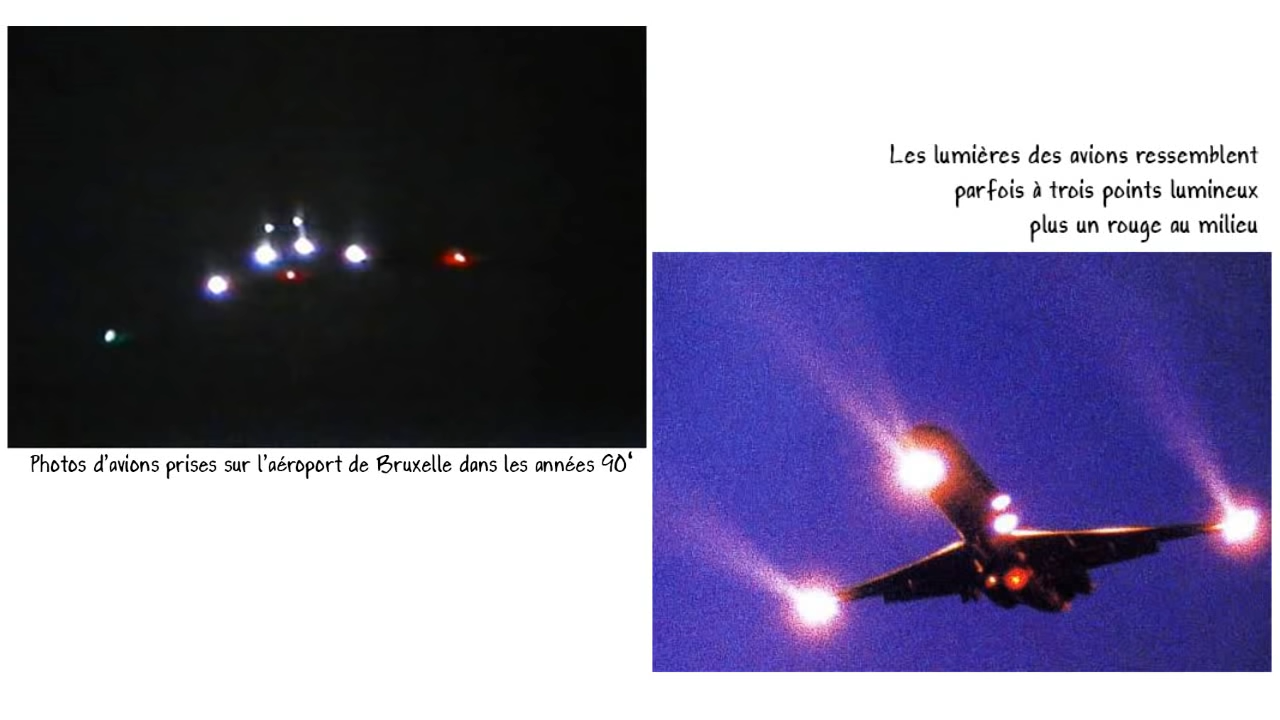 Les lumières des avions ressemblent
parfois à trois points lumineux
plus un rouge au milieu
Photos d'avions prises sur l'aéroport de Bruxelle dans les années 90'